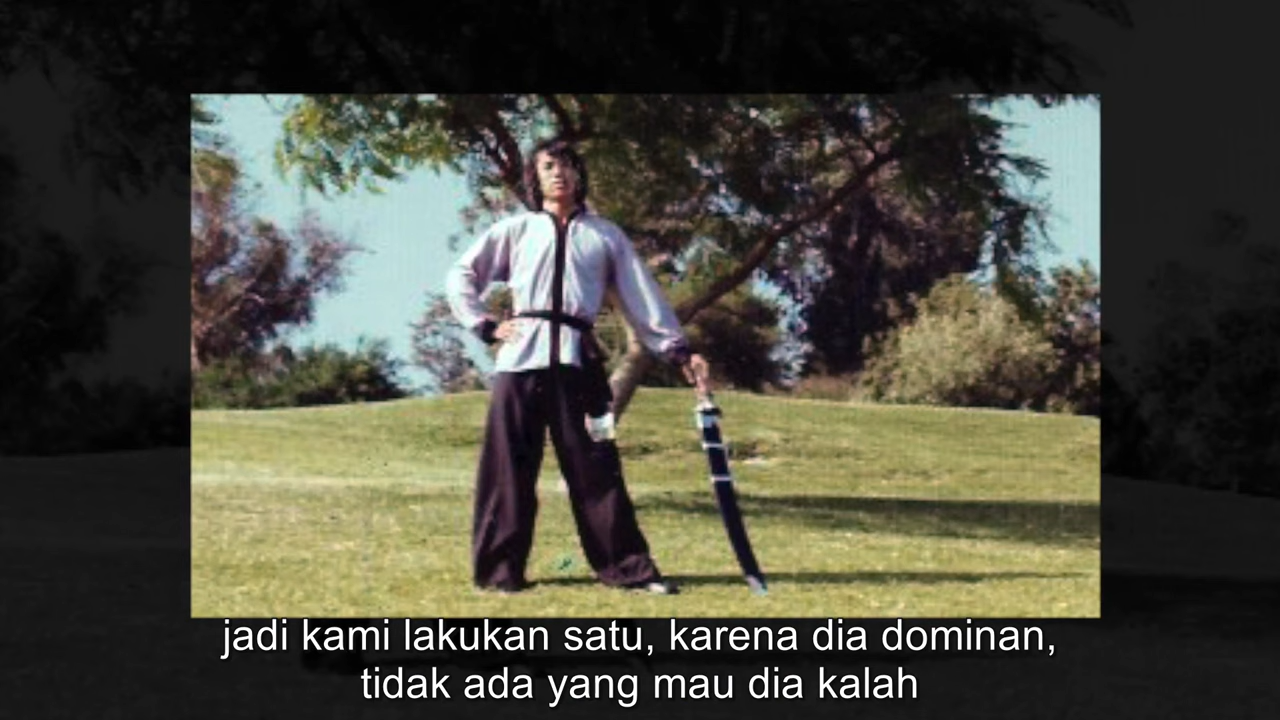 jadi kami lakukan satu, karena dia dominan,
tidak ada yang mau dia kalah